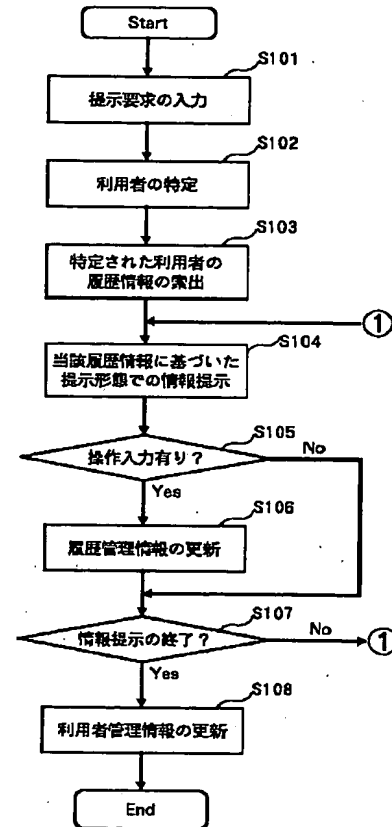 Start
S101
提示要求の入力
S102
利用者の特定
S103
特定された利用者の
履歴情報の索出
①
S104
当該履歴情報に基づいた
提示形態での情報提示
S105
操作入力有り？
No
Yes
S106
履歴管理情報の更新
S107
情報提示の終了？
No
①
Yes
S108
利用者管理情報の更新
End